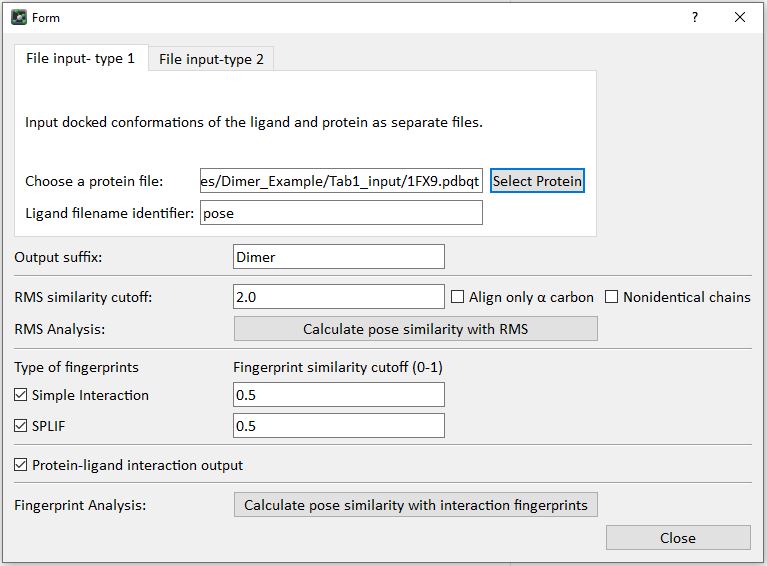 Form
File input- type 1 File input-type 2
Input docked conformations of the ligand and protein as separate files.
Choose a protein file: es/Dimer_Example/Tab1_input/1FX9.pdbqt Select Protein
Ligand filename identifier: pose
Output suffix: Dimer
RMS similarity cutoff: 2.0 Align only α carbon Nonidentical chains
RMS Analysis: Calculate pose similarity with RMS
Type of fingerprints Fingerprint similarity cutoff (0-1)
Simple Interaction 0.5
SPLIF 0.5
Protein-ligand interaction output
Fingerprint Analysis: Calculate pose similarity with interaction fingerprints
Close